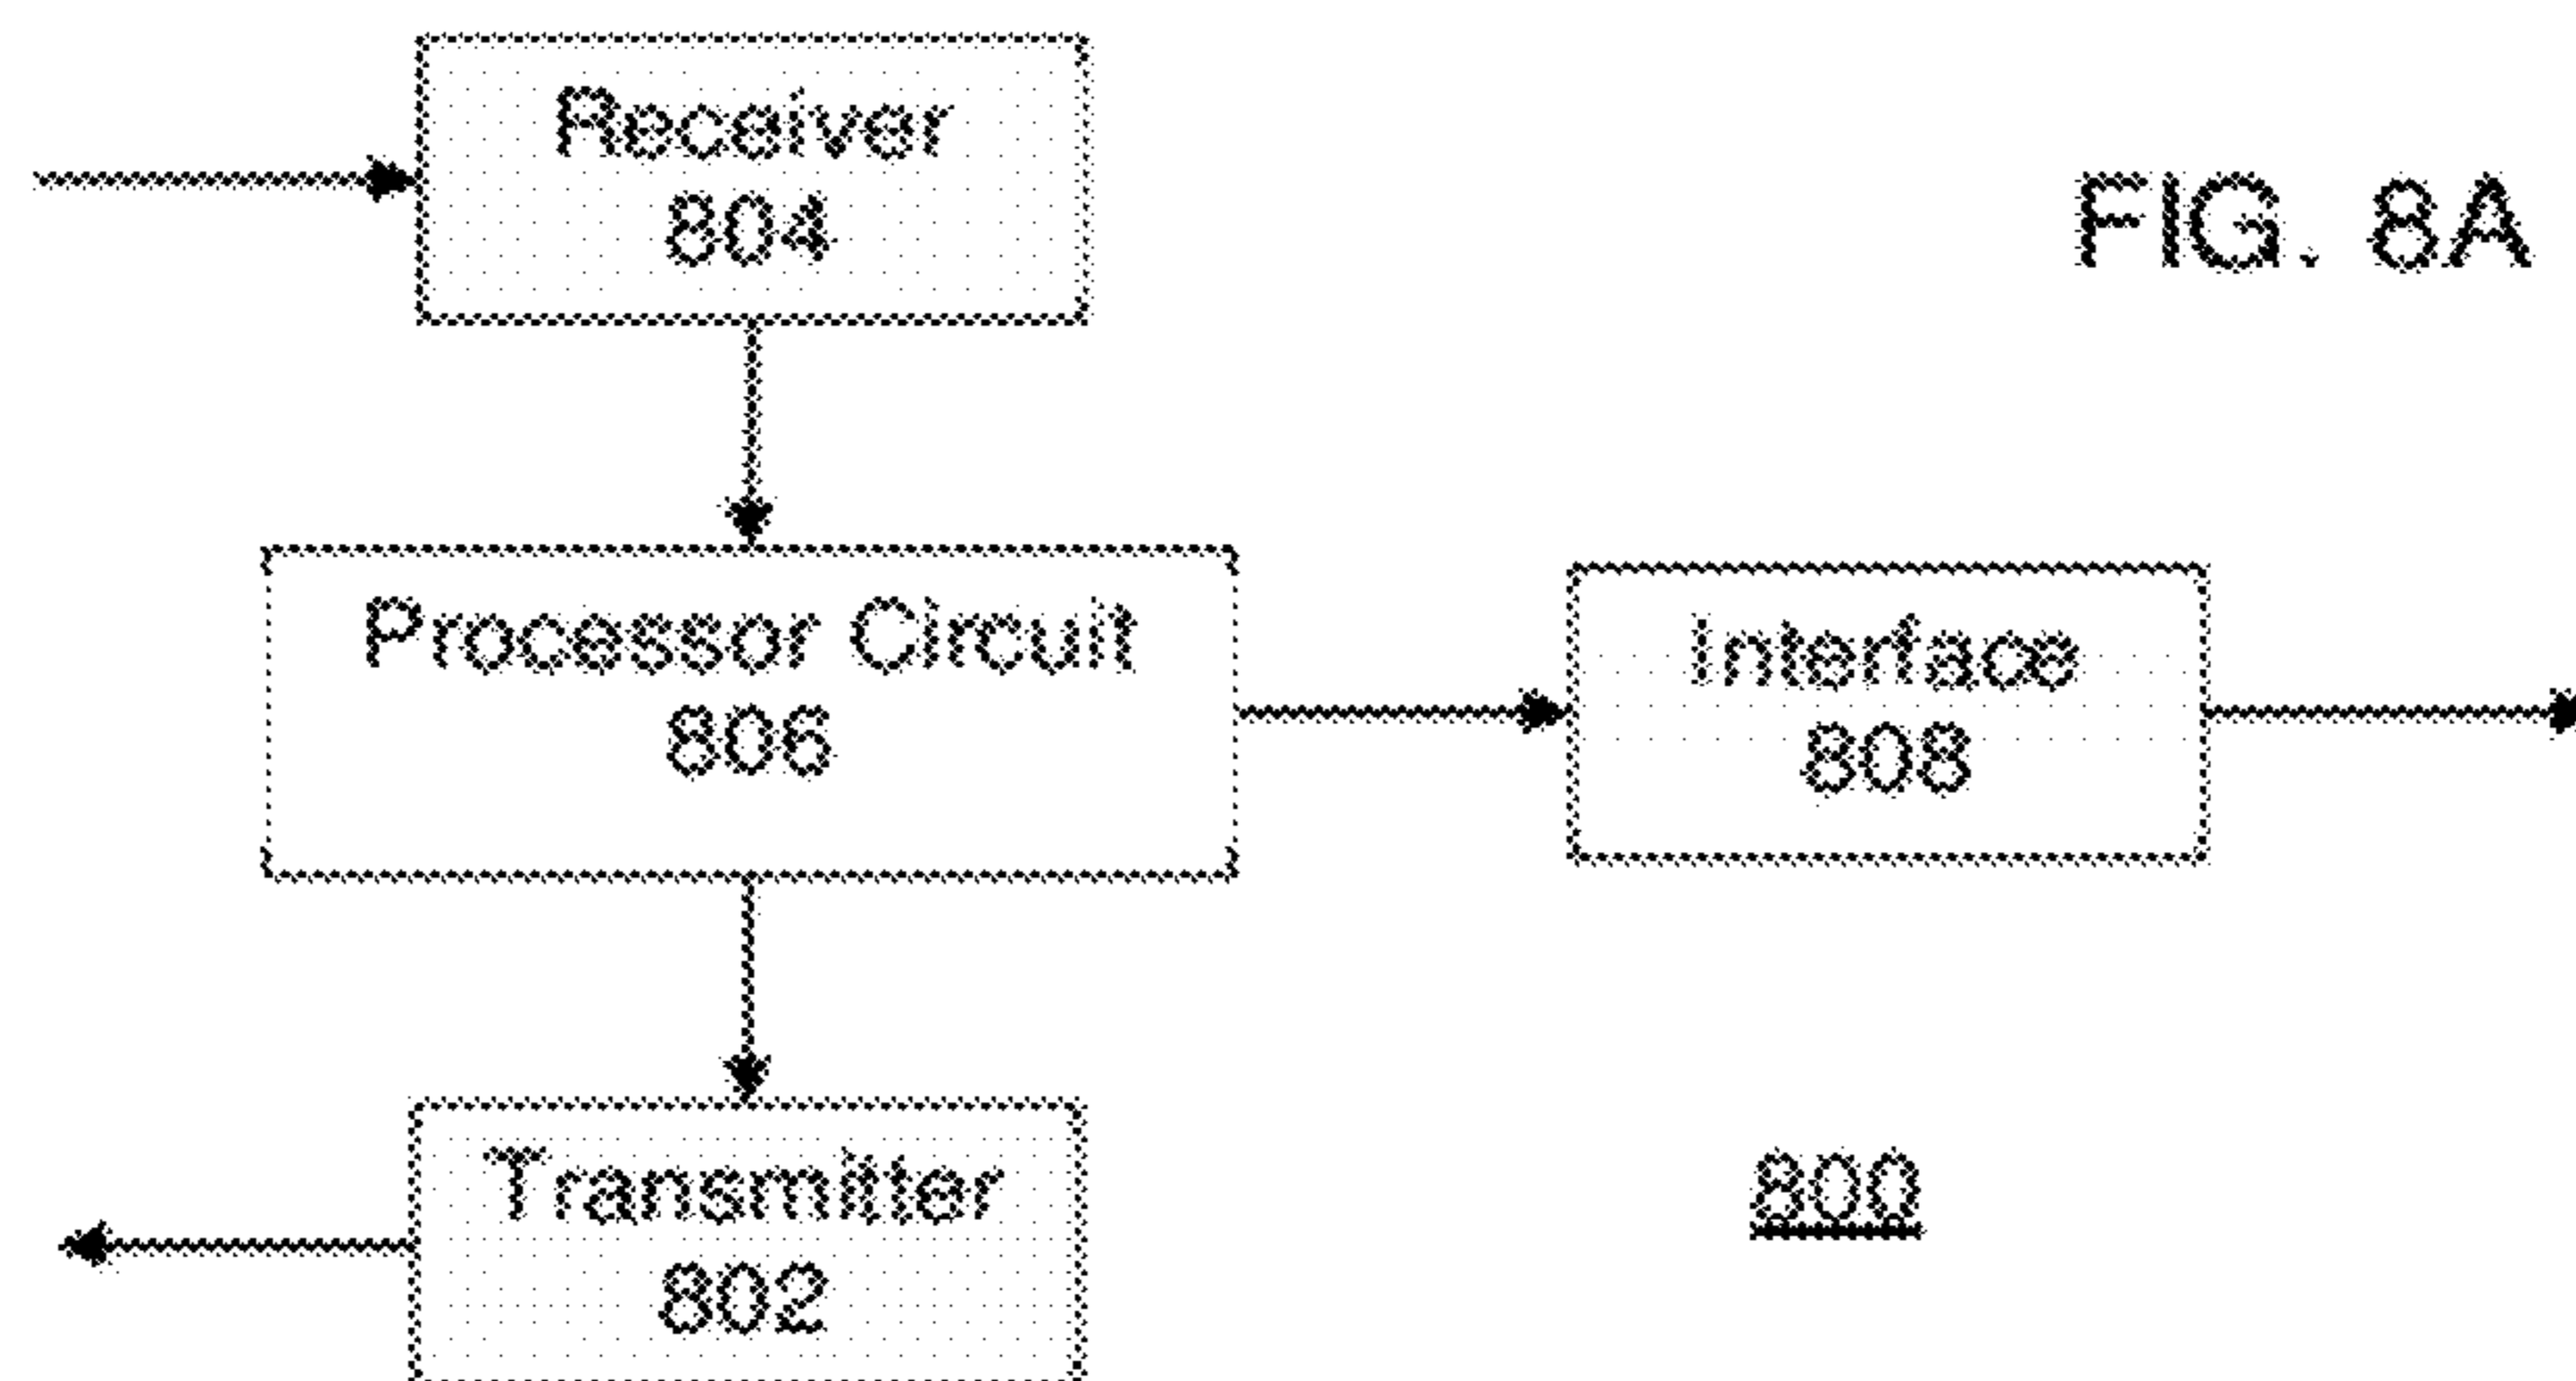 Receiver
804
FIG. 8A
Processor Circuit
806
Interface
808
Transmitter
802
800